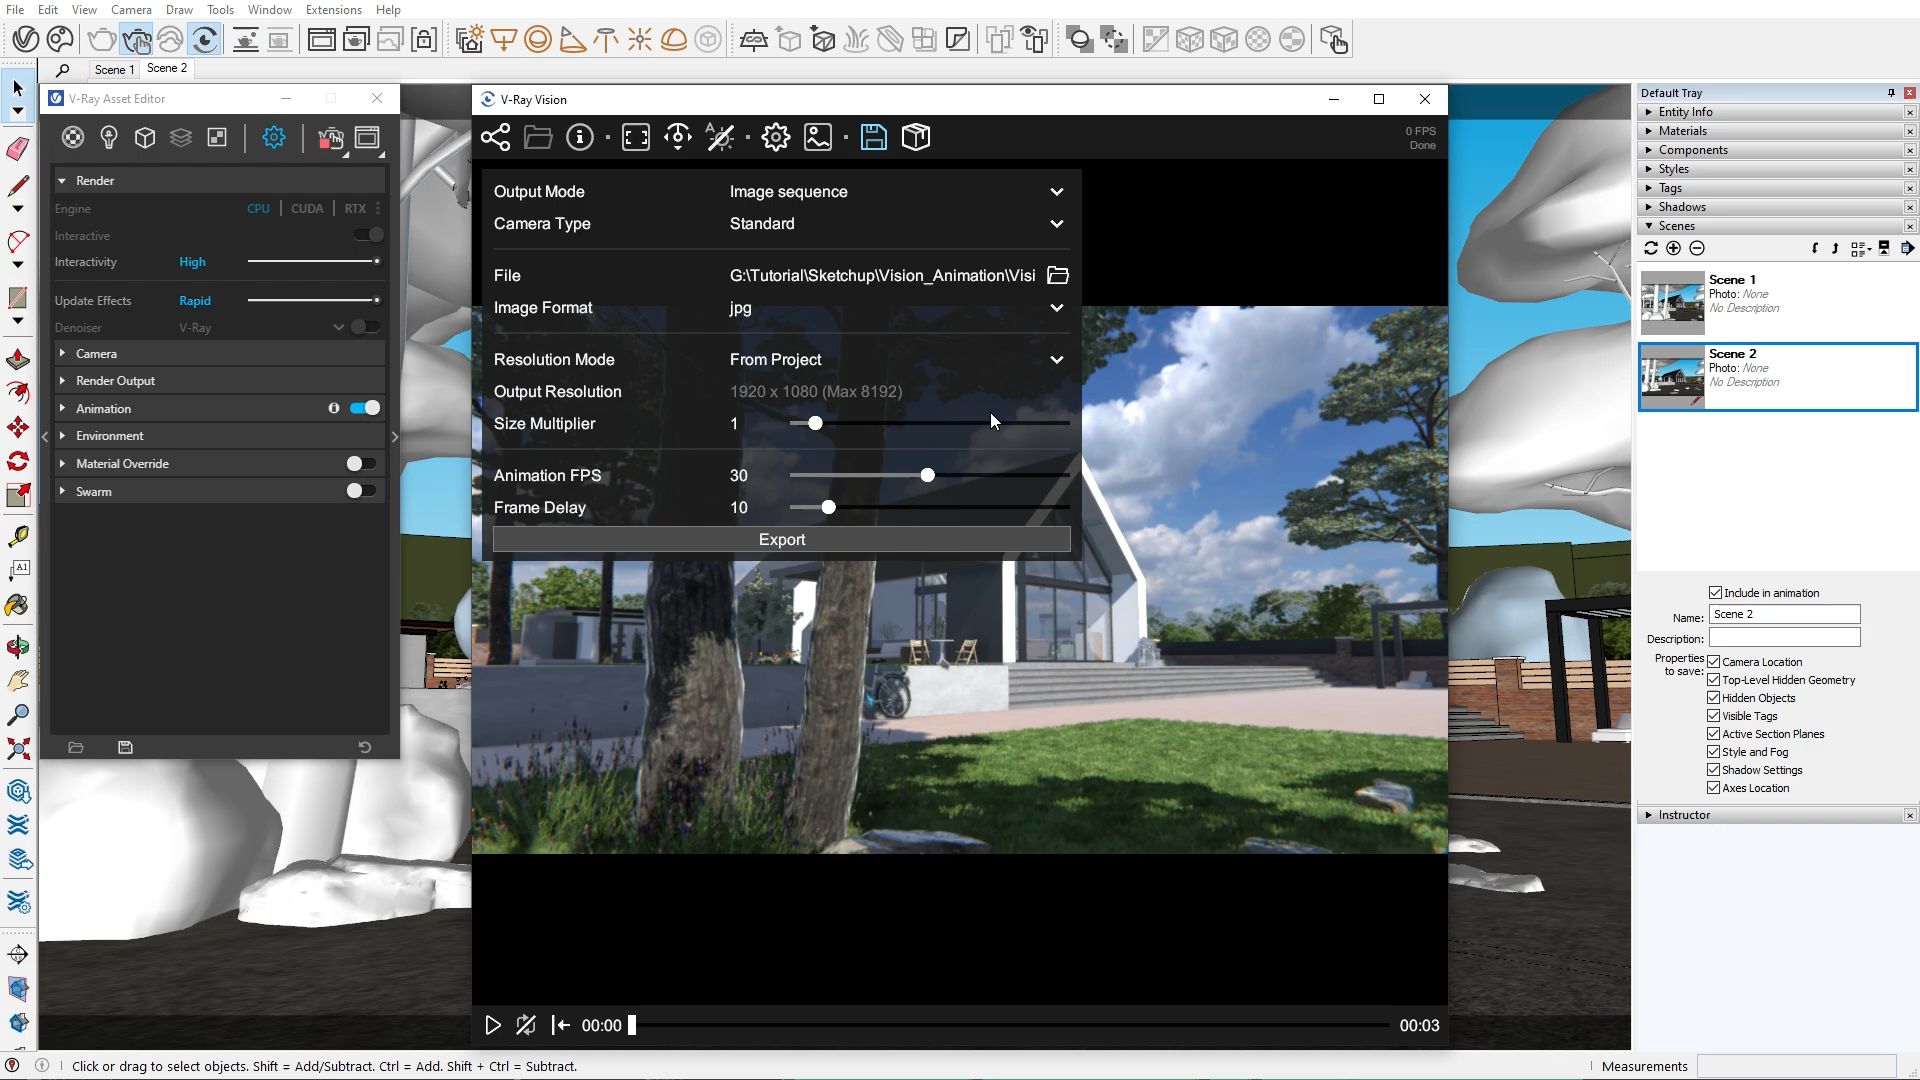 File Edit View Camera Draw Tools Window Extensions Help
Scene 1 Scene 2
V-Ray Asset Editor
Render
Engine CPU CUDA RTX
Interactive
Interactivity High
Update Effects Rapid
Denoiser V-Ray
Camera
Render Output
Animation
Environment
Material Override
Swarm
V-Ray Vision
0 FPS
Done
Output Mode Image sequence
Camera Type Standard
File G:\Tutorial\Sketchup\Vision_Animation\Visi
Image Format jpg
Resolution Mode From Project
Output Resolution 1920 x 1080 (Max 8192)
Size Multiplier 1
Animation FPS 30
Frame Delay 10
Export
00:00 00:03
Default Tray
Entity Info
Materials
Components
Styles
Tags
Shadows
Scenes
Scene 1
Photo: None
No Description
Scene 2
Photo: None
No Description
Include in animation
Name: Scene 2
Description:
Properties to save:
Camera Location
Top-Level Hidden Geometry
Hidden Objects
Visible Tags
Active Section Planes
Style and Fog
Shadow Settings
Axes Location
Instructor
A1
Click or drag to select objects. Shift = Add/Subtract. Ctrl = Add. Shift + Ctrl = Subtract.
Measurements